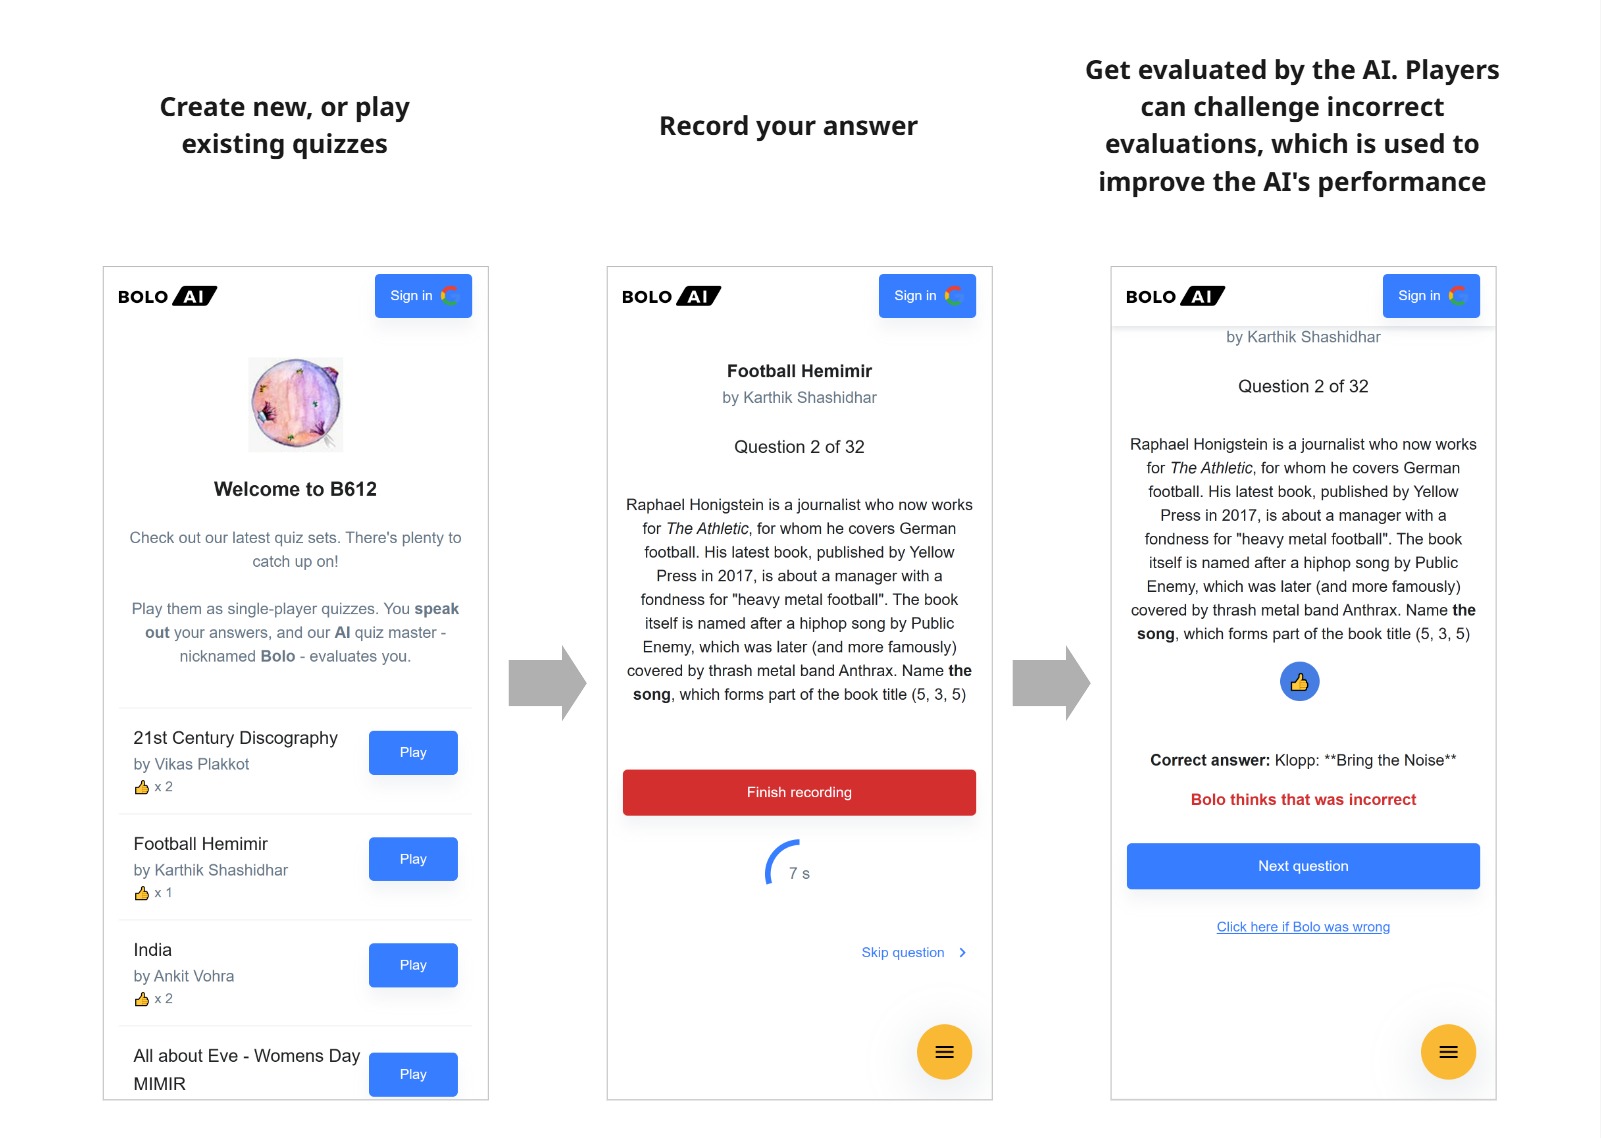 Create new, or play
existing quizzes
Record your answer
Get evaluated by the AI. Players
can challenge incorrect
evaluations, which is used to
improve the AI's performance
BOLO AI
Sign in
Welcome to B612
Check out our latest quiz sets. There's plenty to
catch up on!
Play them as single-player quizzes. You speak
out your answers, and our AI quiz master -
nicknamed Bolo - evaluates you.
21st Century Discography
by Vikas Plakkot
👍 x 2
Play
Football Hemimir
by Karthik Shashidhar
👍 x 1
Play
India
by Ankit Vohra
👍 x 2
Play
All about Eve - Womens Day
MIMIR
Play
BOLO AI
Sign in
Football Hemimir
by Karthik Shashidhar
Question 2 of 32
Raphael Honigstein is a journalist who now works
for The Athletic, for whom he covers German
football. His latest book, published by Yellow
Press in 2017, is about a manager with a
fondness for "heavy metal football". The book
itself is named after a hiphop song by Public
Enemy, which was later (and more famously)
covered by thrash metal band Anthrax. Name the
song, which forms part of the book title (5, 3, 5)
Finish recording
7 s
Skip question
BOLO AI
Sign in
by Karthik Shashidhar
Question 2 of 32
Raphael Honigstein is a journalist who now works
for The Athletic, for whom he covers German
football. His latest book, published by Yellow
Press in 2017, is about a manager with a
fondness for "heavy metal football". The book
itself is named after a hiphop song by Public
Enemy, which was later (and more famously)
covered by thrash metal band Anthrax. Name the
song, which forms part of the book title (5, 3, 5)
👍
Correct answer: Klopp: **Bring the Noise**
Bolo thinks that was incorrect
Next question
Click here if Bolo was wrong